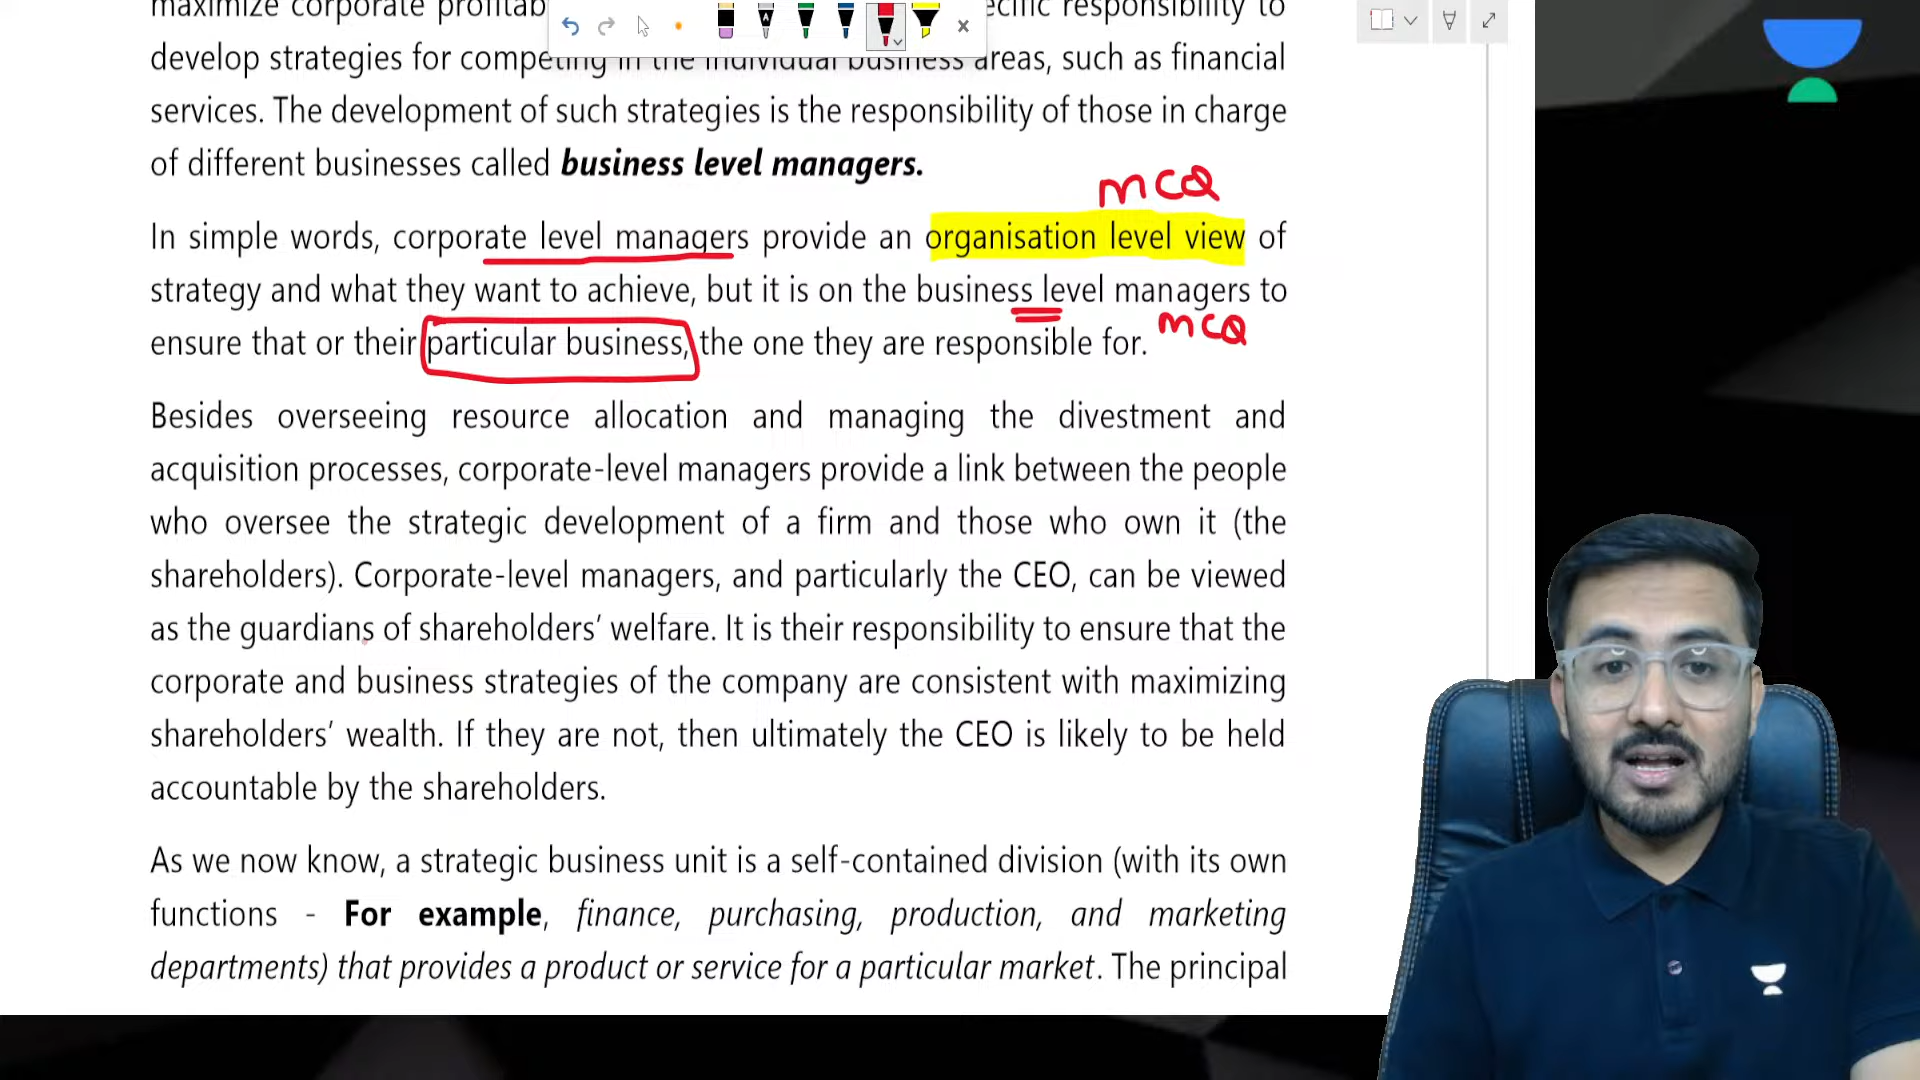 maximize corporate profitab ecific responsibility to
develop strategies for competing in the individual business areas, such as financial
services. The development of such strategies is the responsibility of those in charge
of different businesses called business level managers.
MCQ
In simple words, corporate level managers provide an organisation level view of
strategy and what they want to achieve, but it is on the business level managers to
MCQ
ensure that or their particular business, the one they are responsible for.
Besides overseeing resource allocation and managing the divestment and
acquisition processes, corporate-level managers provide a link between the people
who oversee the strategic development of a firm and those who own it (the
shareholders). Corporate-level managers, and particularly the CEO, can be viewed
as the guardians of shareholders’ welfare. It is their responsibility to ensure that the
corporate and business strategies of the company are consistent with maximizing
shareholders’ wealth. If they are not, then ultimately the CEO is likely to be held
accountable by the shareholders.
As we now know, a strategic business unit is a self-contained division (with its own
functions - For example, finance, purchasing, production, and marketing
departments) that provides a product or service for a particular market. The principal